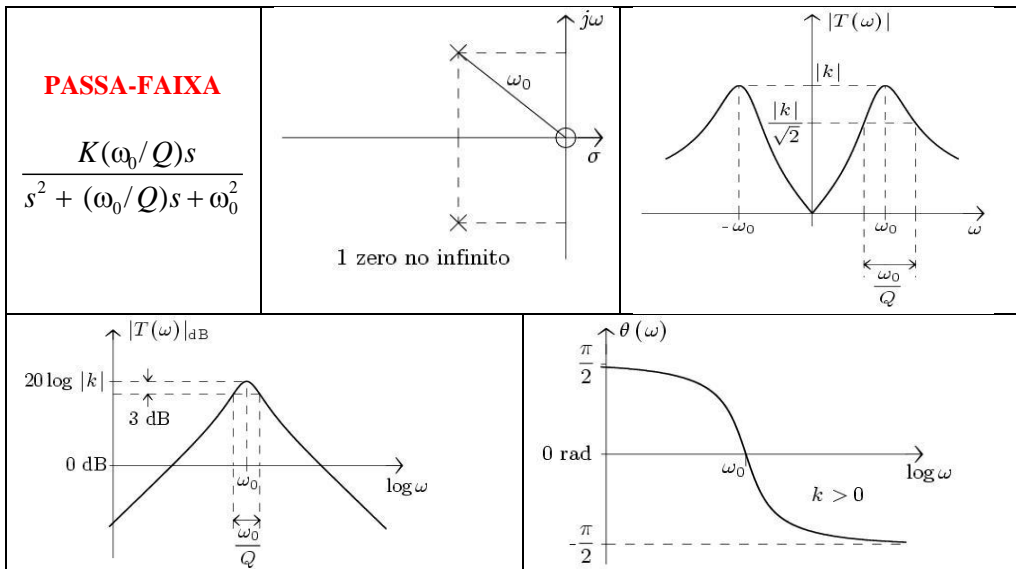 PASSA-FAIXA
K(ω₀/Q)s
s² + (ω₀/Q)s + ω₀²
jω
ω₀
σ
1 zero no infinito
|T(ω)|
|k|
|k|
√2
-ω₀
ω₀
ω
ω₀
Q
|T(ω)|dB
20 log |k|
3 dB
0 dB
ω₀
log ω
ω₀
Q
θ(ω)
π
2
0 rad
ω₀
log ω
k > 0
-π
2